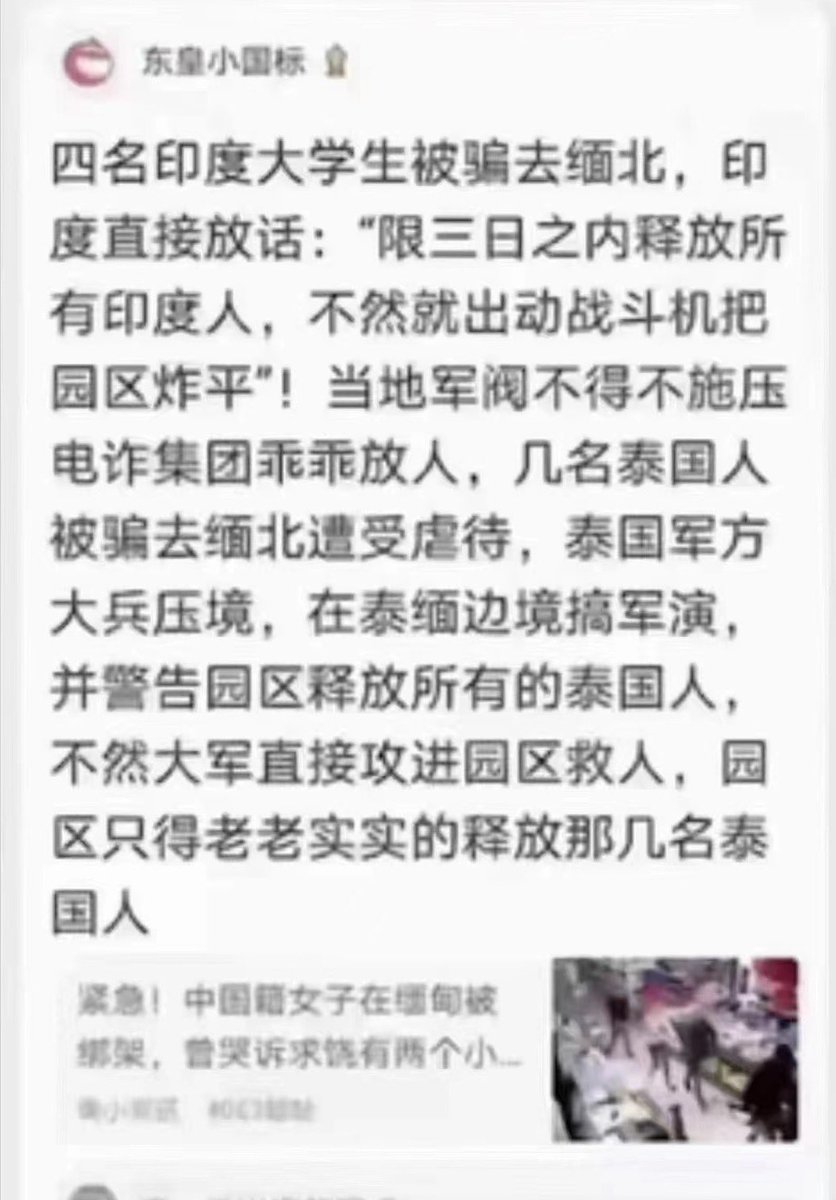 东皇小国标
四名印度大学生被骗去缅北，印
度直接放话：“限三日之内释放所
有印度人，不然就出动战斗机把
园区炸平”！当地军阀不得不施压
电诈集团乖乖放人，几名泰国人
被骗去缅北遭受虐待，泰国军方
大兵压境，在泰缅边境搞军演，
并警告园区释放所有的泰国人，
不然大军直接攻进园区救人，园
区只得老老实实的释放那几名泰
国人
紧急！中国籍女子在缅甸被
绑架，曾哭诉求饶有两个小...